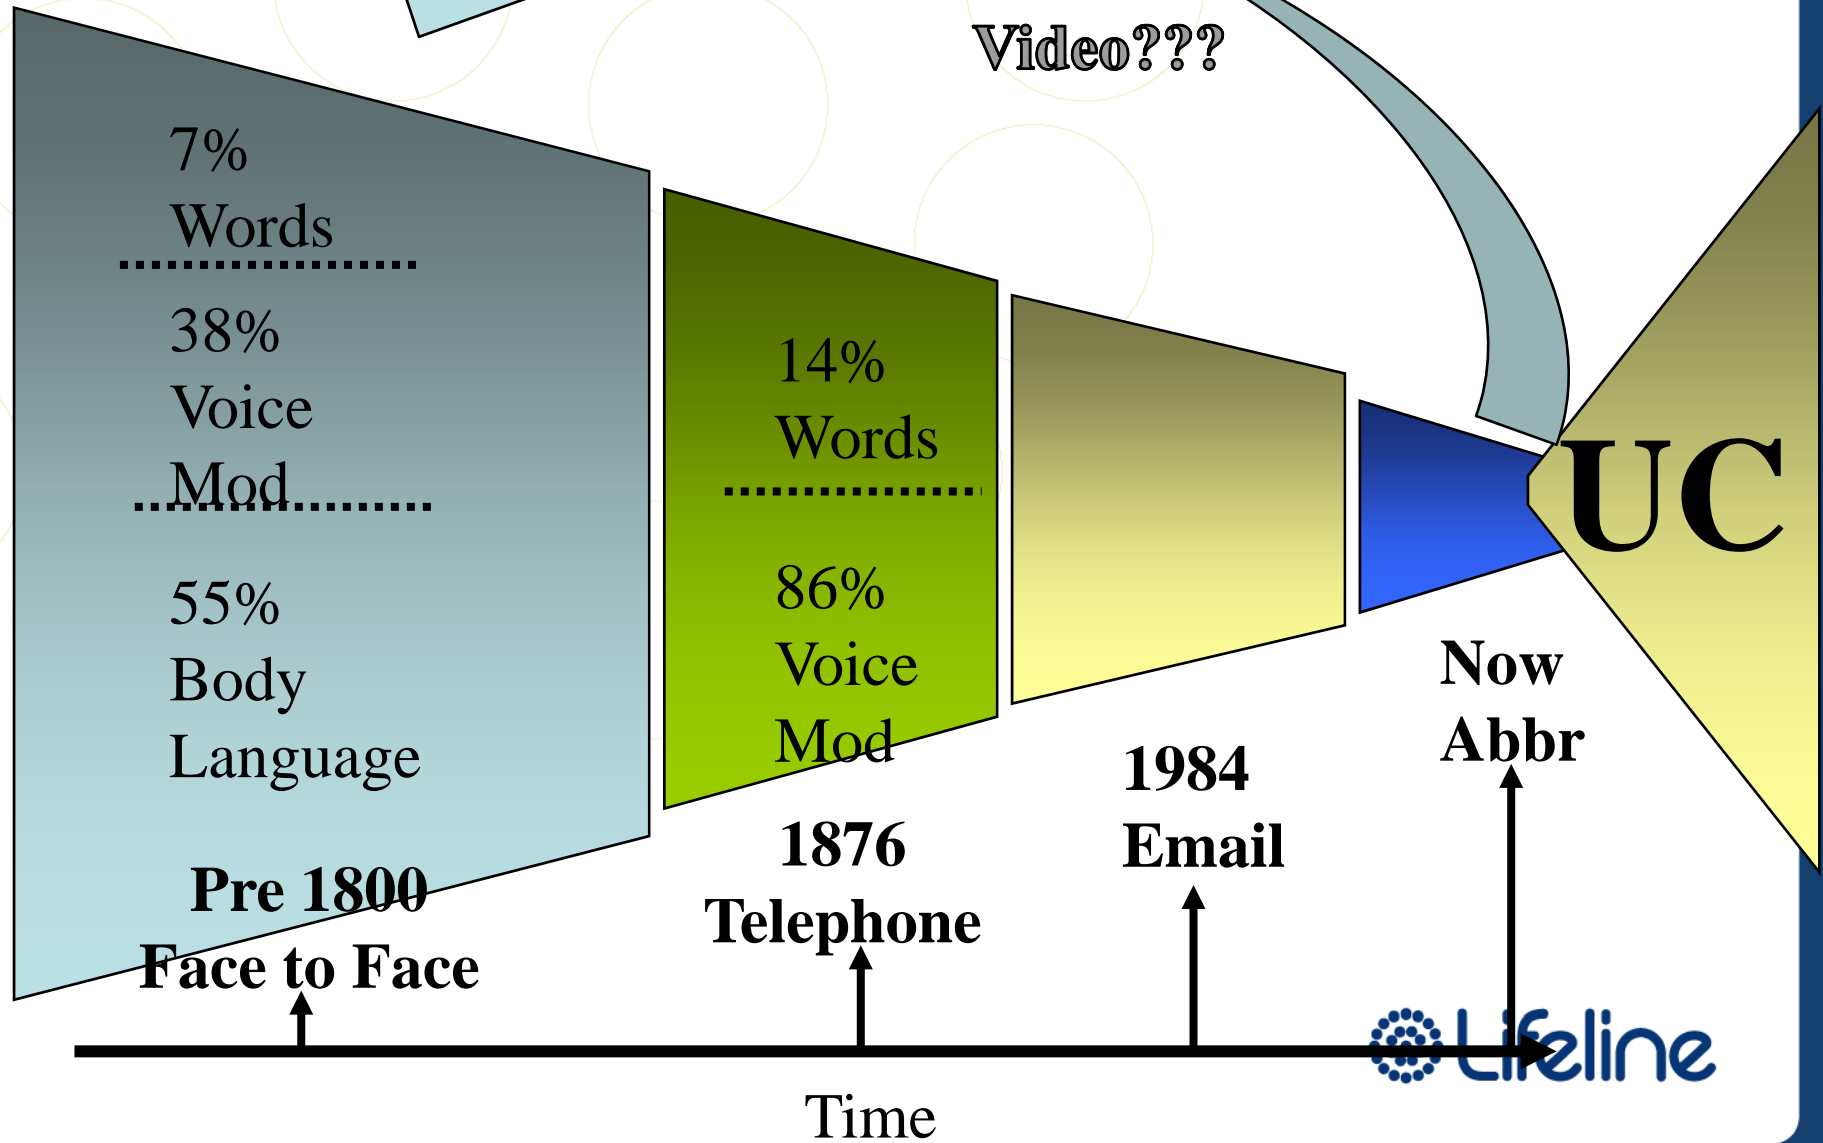 Video???
7%
Words
38%
Voice
Mod
55%
Body
Language
Pre 1800
Face to Face
14%
Words
86%
Voice
Mod
1876
Telephone
1984
Email
Now
Abbr
UC
Lifeline
Time